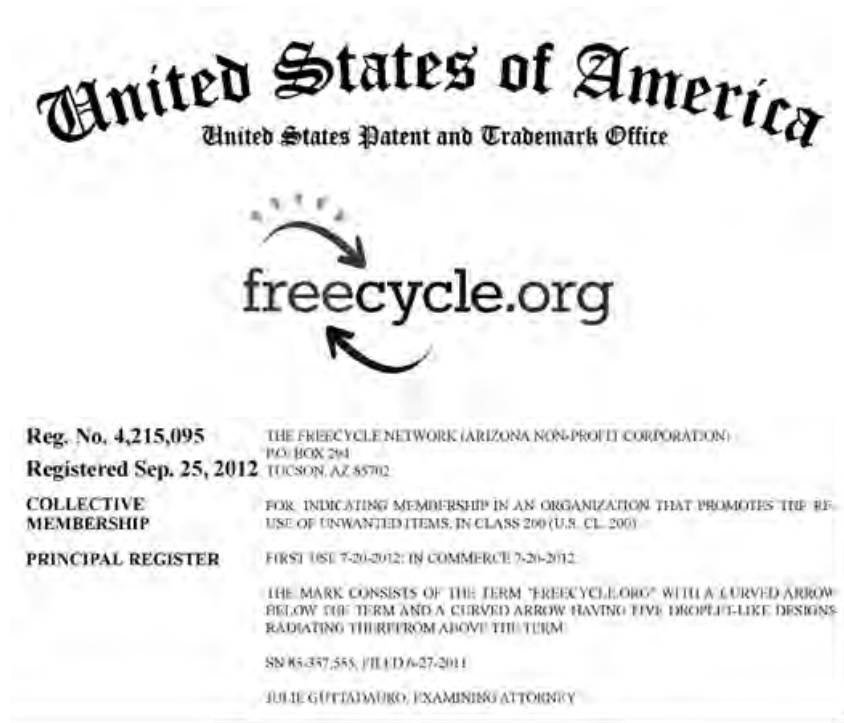 United States of America
United States Patent and Trademark Office
freecycle.org
Reg. No. 4,215,095
Registered Sep. 25, 2012
COLLECTIVE
MEMBERSHIP
PRINCIPAL REGISTER
THE FREECYCLE NETWORK (ARIZONA NON-PROFIT CORPORATION)
P.O. BOX 294
TUCSON, AZ 85702
FOR: INDICATING MEMBERSHIP IN AN ORGANIZATION THAT PROMOTES THE RE-
USE OF UNWANTED ITEMS, IN CLASS 200 (U.S. CL. 200).
FIRST USE 7-20-2012; IN COMMERCE 7-20-2012.
THE MARK CONSISTS OF THE TERM "FREECYCLE.ORG" WITH A CURVED ARROW
BELOW THE TERM AND A CURVED ARROW HAVING FIVE DROPLET-LIKE DESIGNS
RADIATING THEREFROM ABOVE THE TERM.
SN 85-357,555, FILED 6-27-2011.
JULIE GUTTADAURO, EXAMINING ATTORNEY